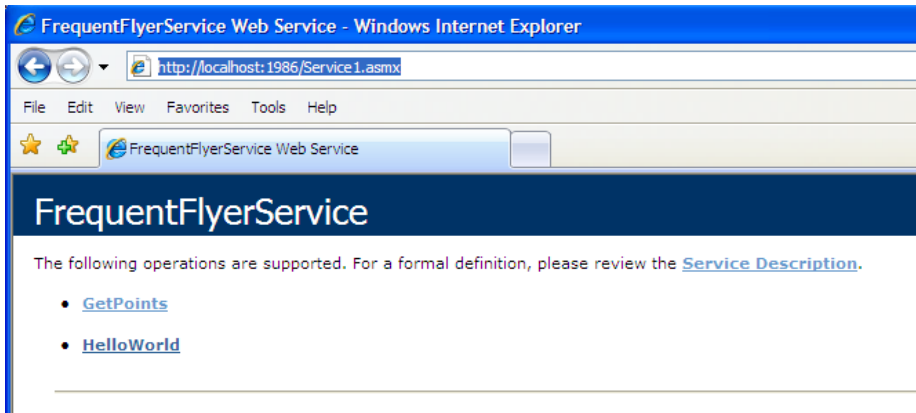 FrequentFlyerService Web Service - Windows Internet Explorer
http://localhost:1986/Service1.asmx
File Edit View Favorites Tools Help
FrequentFlyerService Web Service
FrequentFlyerService
The following operations are supported. For a formal definition, please review the Service Description.
GetPoints
HelloWorld